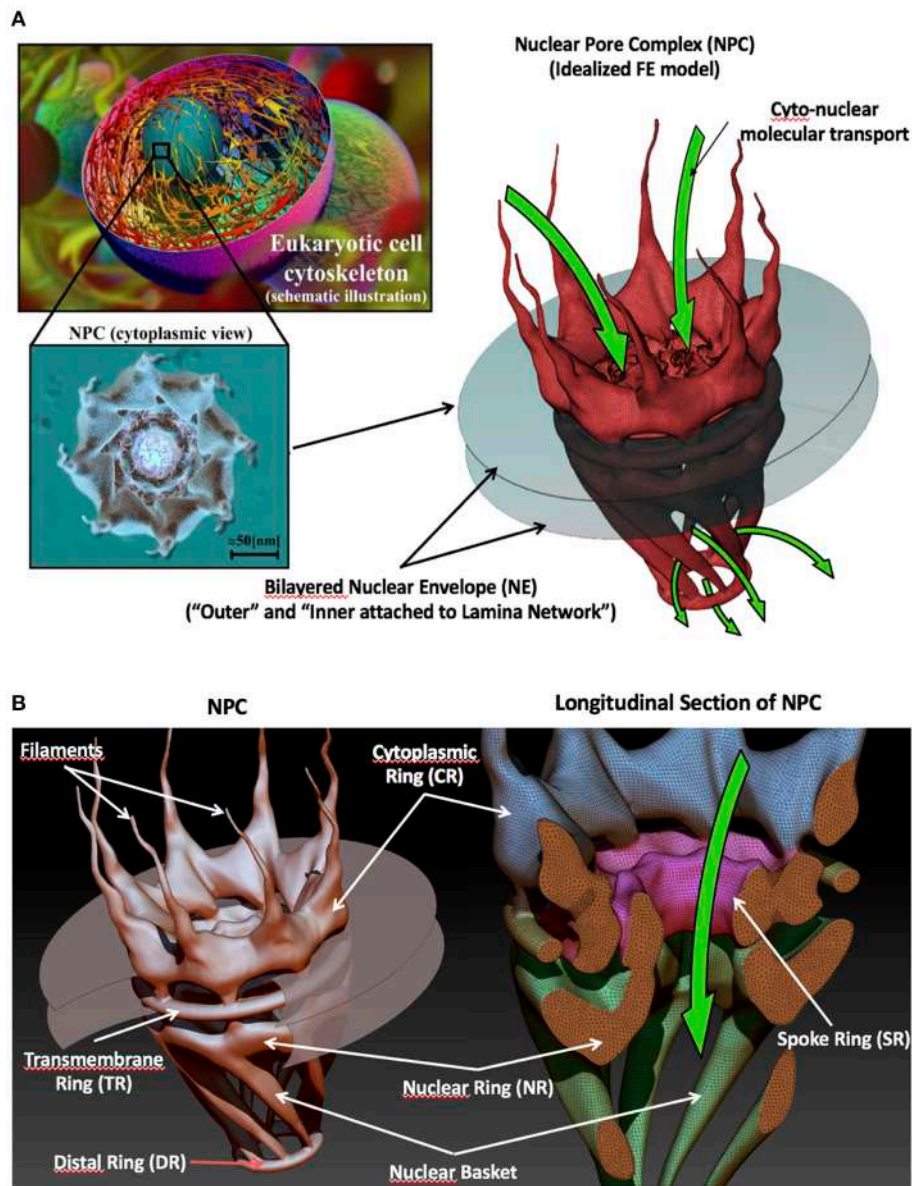 A
Nuclear Pore Complex (NPC)
(Idealized FE model)
Cyto-nuclear
molecular transport
Eukaryotic cell
cytoskeleton
(schematic illustration)
NPC (cytoplasmic view)
≈50[nm]
Bilayered Nuclear Envelope (NE)
(“Outer” and “Inner attached to Lamina Network”)
B
NPC
Longitudinal Section of NPC
Filaments
Cytoplasmic
Ring (CR)
Transmembrane
Ring (TR)
Nuclear Ring (NR)
Spoke Ring (SR)
Distal Ring (DR)
Nuclear Basket